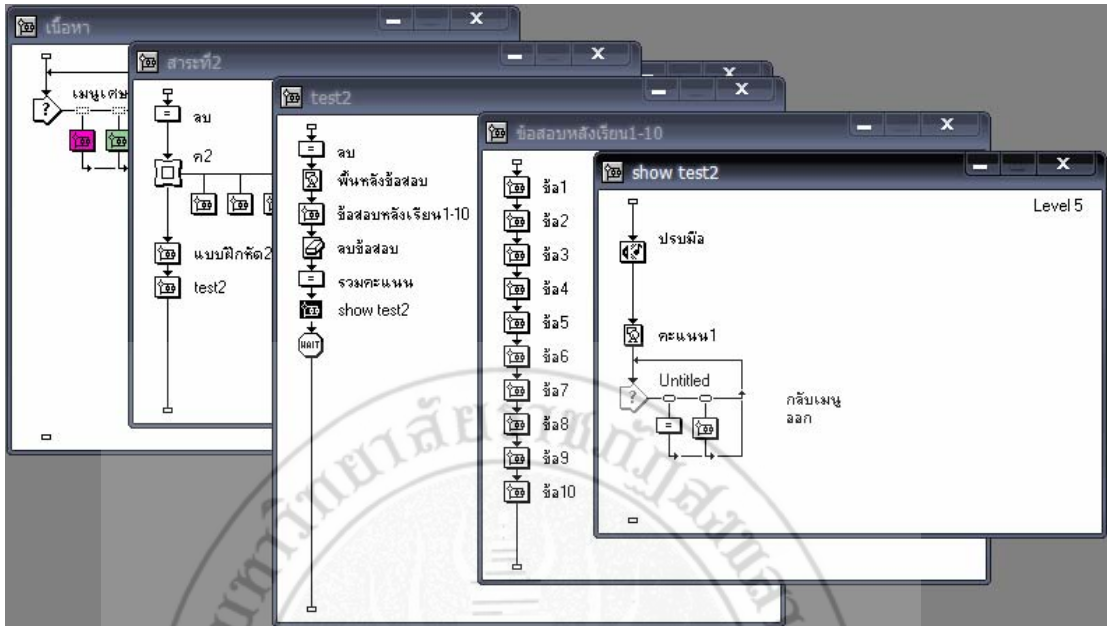 เนื้อหา
เมนูเศษ
?
สาระที่2
ลบ
ค2
แบบฝึกหัด2
test2
test2
ลบ
พื้นหลังข้อสอบ
ข้อสอบหลังเรียน1-10
ลบข้อสอบ
รวมคะแนน
show test2
WAIT
ข้อสอบหลังเรียน1-10
ข้อ1
ข้อ2
ข้อ3
ข้อ4
ข้อ5
ข้อ6
ข้อ7
ข้อ8
ข้อ9
ข้อ10
show test2
Level 5
ปรบมือ
คะแนน1
Untitled
?
กลับเมนู
ออก